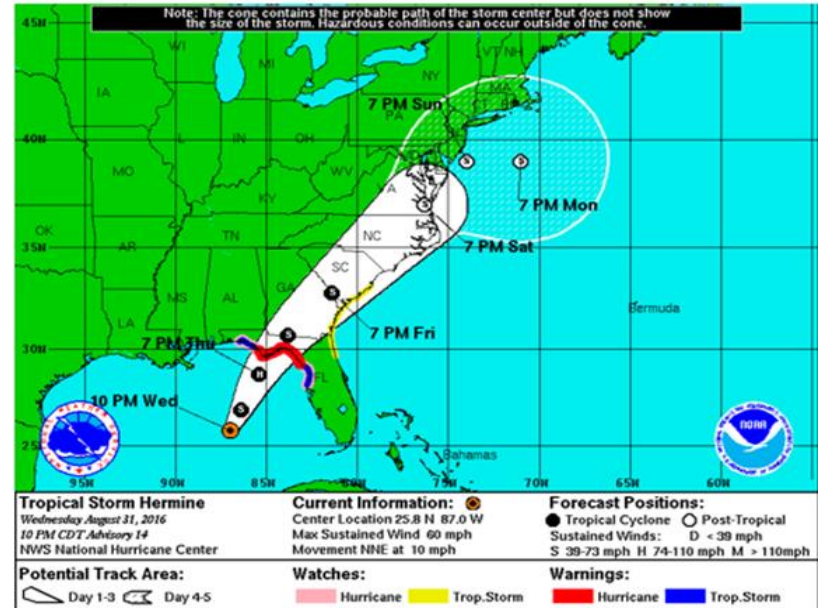 Note: The cone contains the probable path of the storm center but does not show
the size of the storm. Hazardous conditions can occur outside of the cone.
45N
40N
35N
30N
25N
95W
90W
85W
80W
75W
70W
65W
60W
WI
MI
NY
VT
NH
MA
CT
IA
PA
IL
IN
OH
MO
WV
VA
KY
OK
AR
TN
NC
MS
AL
GA
SC
LA
FL
7 PM Sun
7 PM Mon
7 PM Sat
7 PM Fri
7 PM Thu
10 PM Wed
Bermuda
Bahamas
NOAA
Tropical Storm Hermine
Wednesday August 31, 2016
10 PM CDT Advisory 14
NWS National Hurricane Center
Current Information:
Center Location 25.8 N 87.0 W
Max Sustained Wind 60 mph
Movement NNE at 10 mph
Forecast Positions:
Tropical Cyclone Post-Tropical
Sustained Winds: D < 39 mph
S 39-73 mph H 74-110 mph M > 110mph
Potential Track Area:
Day 1-3 Day 4-5
Watches:
Hurricane Trop.Storm
Warnings:
Hurricane Trop.Storm
S
S
S
H
S
S
S